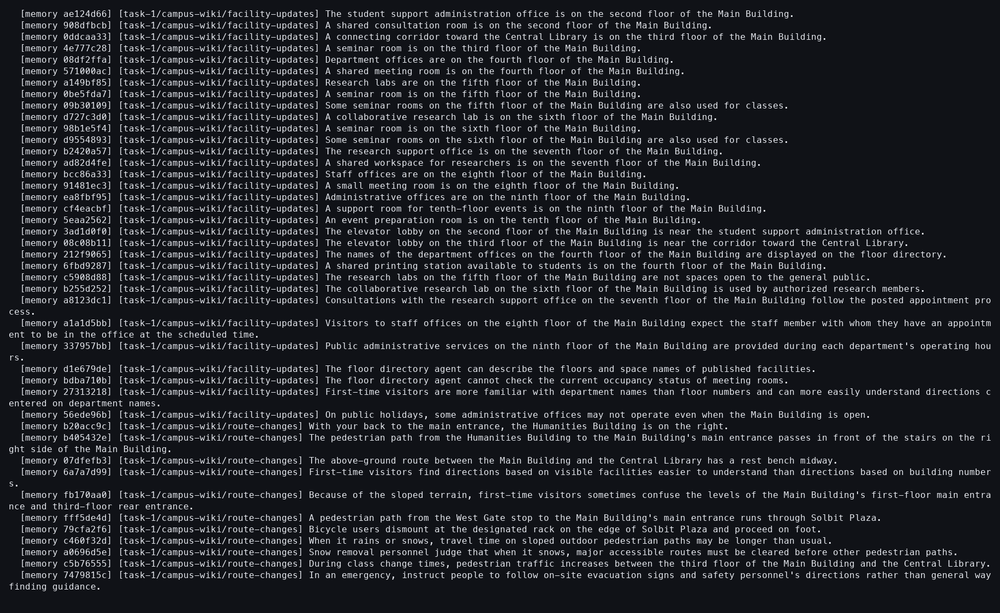 [memory ae124d66] [task-1/campus-wiki/facility-updates] The student support administration office is on the second floor of the Main Building.
[memory 908dfbcb] [task-1/campus-wiki/facility-updates] A shared consultation room is on the second floor of the Main Building.
[memory 0ddcaa33] [task-1/campus-wiki/facility-updates] A connecting corridor toward the Central Library is on the third floor of the Main Building.
[memory 4e777c28] [task-1/campus-wiki/facility-updates] A seminar room is on the third floor of the Main Building.
[memory 08df2ffa] [task-1/campus-wiki/facility-updates] Department offices are on the fourth floor of the Main Building.
[memory 571000ac] [task-1/campus-wiki/facility-updates] A shared meeting room is on the fourth floor of the Main Building.
[memory a149bf85] [task-1/campus-wiki/facility-updates] Research labs are on the fifth floor of the Main Building.
[memory 0be5fda7] [task-1/campus-wiki/facility-updates] A seminar room is on the fifth floor of the Main Building.
[memory 09b30109] [task-1/campus-wiki/facility-updates] Some seminar rooms on the fifth floor of the Main Building are also used for classes.
[memory d727c3d0] [task-1/campus-wiki/facility-updates] A collaborative research lab is on the sixth floor of the Main Building.
[memory 98b1e5f4] [task-1/campus-wiki/facility-updates] A seminar room is on the sixth floor of the Main Building.
[memory d9554893] [task-1/campus-wiki/facility-updates] Some seminar rooms on the sixth floor of the Main Building are also used for classes.
[memory b2420a57] [task-1/campus-wiki/facility-updates] The research support office is on the seventh floor of the Main Building.
[memory ad82d4fe] [task-1/campus-wiki/facility-updates] A shared workspace for researchers is on the seventh floor of the Main Building.
[memory bcc86a33] [task-1/campus-wiki/facility-updates] Staff offices are on the eighth floor of the Main Building.
[memory 91481ec3] [task-1/campus-wiki/facility-updates] A small meeting room is on the eighth floor of the Main Building.
[memory ea8fbf95] [task-1/campus-wiki/facility-updates] Administrative offices are on the ninth floor of the Main Building.
[memory cf4eacbf] [task-1/campus-wiki/facility-updates] A support room for tenth-floor events is on the ninth floor of the Main Building.
[memory 5eaa2562] [task-1/campus-wiki/facility-updates] An event preparation room is on the tenth floor of the Main Building.
[memory 3ad1d0f0] [task-1/campus-wiki/facility-updates] The elevator lobby on the second floor of the Main Building is near the student support administration office.
[memory 08c08b11] [task-1/campus-wiki/facility-updates] The elevator lobby on the third floor of the Main Building is near the corridor toward the Central Library.
[memory 212f9065] [task-1/campus-wiki/facility-updates] The names of the department offices on the fourth floor of the Main Building are displayed on the floor directory.
[memory 6fbd9287] [task-1/campus-wiki/facility-updates] A shared printing station available to students is on the fourth floor of the Main Building.
[memory c5908d88] [task-1/campus-wiki/facility-updates] The research labs on the fifth floor of the Main Building are not spaces open to the general public.
[memory b255d252] [task-1/campus-wiki/facility-updates] The collaborative research lab on the sixth floor of the Main Building is used by authorized research members.
[memory a8123dc1] [task-1/campus-wiki/facility-updates] Consultations with the research support office on the seventh floor of the Main Building follow the posted appointment pro
cess.
[memory a1a1d5bb] [task-1/campus-wiki/facility-updates] Visitors to staff offices on the eighth floor of the Main Building expect the staff member with whom they have an appointm
ent to be in the office at the scheduled time.
[memory 337957bb] [task-1/campus-wiki/facility-updates] Public administrative services on the ninth floor of the Main Building are provided during each department's operating hou
rs.
[memory d1e679de] [task-1/campus-wiki/facility-updates] The floor directory agent can describe the floors and space names of published facilities.
[memory bdba710b] [task-1/campus-wiki/facility-updates] The floor directory agent cannot check the current occupancy status of meeting rooms.
[memory 27313218] [task-1/campus-wiki/facility-updates] First-time visitors are more familiar with department names than floor numbers and can more easily understand directions c
entered on department names.
[memory 56ede96b] [task-1/campus-wiki/facility-updates] On public holidays, some administrative offices may not operate even when the Main Building is open.
[memory b20acc9c] [task-1/campus-wiki/route-changes] With your back to the main entrance, the Humanities Building is on the right.
[memory b405432e] [task-1/campus-wiki/route-changes] The pedestrian path from the Humanities Building to the Main Building's main entrance passes in front of the stairs on the ri
ght side of the Main Building.
[memory 07dfefb3] [task-1/campus-wiki/route-changes] The above-ground route between the Main Building and the Central Library has a rest bench midway.
[memory 6a7a7d99] [task-1/campus-wiki/route-changes] First-time visitors find directions based on visible facilities easier to understand than directions based on building number
s.
[memory fb170aa0] [task-1/campus-wiki/route-changes] Because of the sloped terrain, first-time visitors sometimes confuse the levels of the Main Building's first-floor main entra
nce and third-floor rear entrance.
[memory fff5de4d] [task-1/campus-wiki/route-changes] A pedestrian path from the West Gate stop to the Main Building's main entrance runs through Solbit Plaza.
[memory 79cfa2f6] [task-1/campus-wiki/route-changes] Bicycle users dismount at the designated rack on the edge of Solbit Plaza and proceed on foot.
[memory c460f32d] [task-1/campus-wiki/route-changes] When it rains or snows, travel time on sloped outdoor pedestrian paths may be longer than usual.
[memory a0696d5e] [task-1/campus-wiki/route-changes] Snow removal personnel judge that when it snows, major accessible routes must be cleared before other pedestrian paths.
[memory c5b76555] [task-1/campus-wiki/route-changes] During class change times, pedestrian traffic increases between the third floor of the Main Building and the Central Library.
[memory 7479815c] [task-1/campus-wiki/route-changes] In an emergency, instruct people to follow on-site evacuation signs and safety personnel's directions rather than general way
finding guidance.